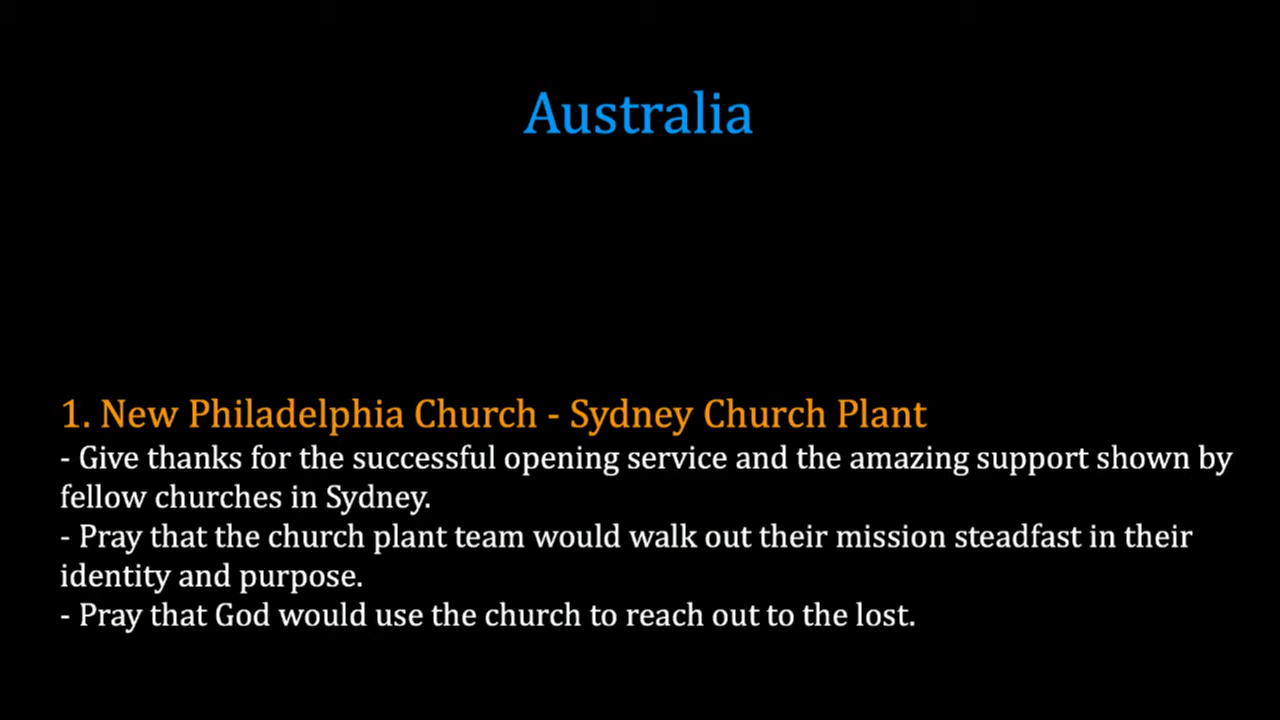 Australia
1. New Philadelphia Church - Sydney Church Plant
- Give thanks for the successful opening service and the amazing support shown by
fellow churches in Sydney.
- Pray that the church plant team would walk out their mission steadfast in their
identity and purpose.
- Pray that God would use the church to reach out to the lost.